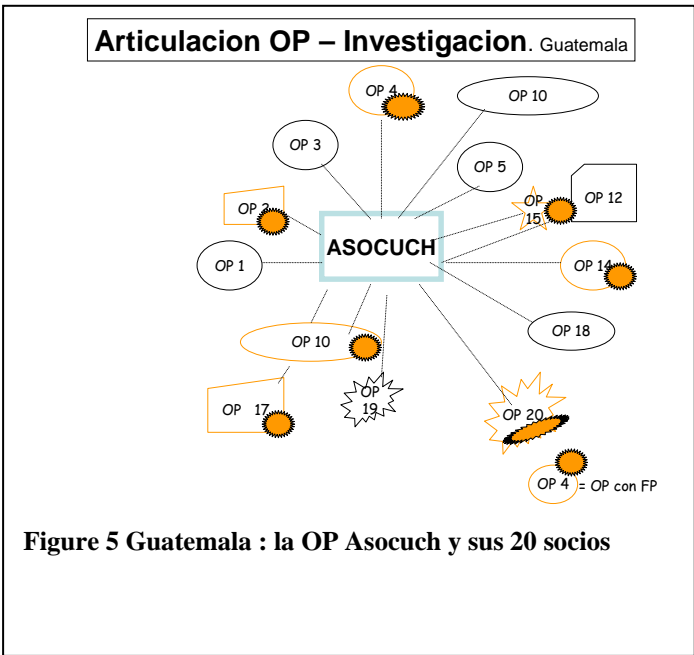 Articulacion OP – Investigacion. Guatemala
OP 4
OP 10
OP 3
OP 5
OP 2
OP 15
OP 12
ASOCUCH
OP 1
OP 14
OP 10
OP 18
OP 17
OP 19
OP 20
OP 4 = OP con FP
Figure 5 Guatemala : la OP Asocuch y sus 20 socios